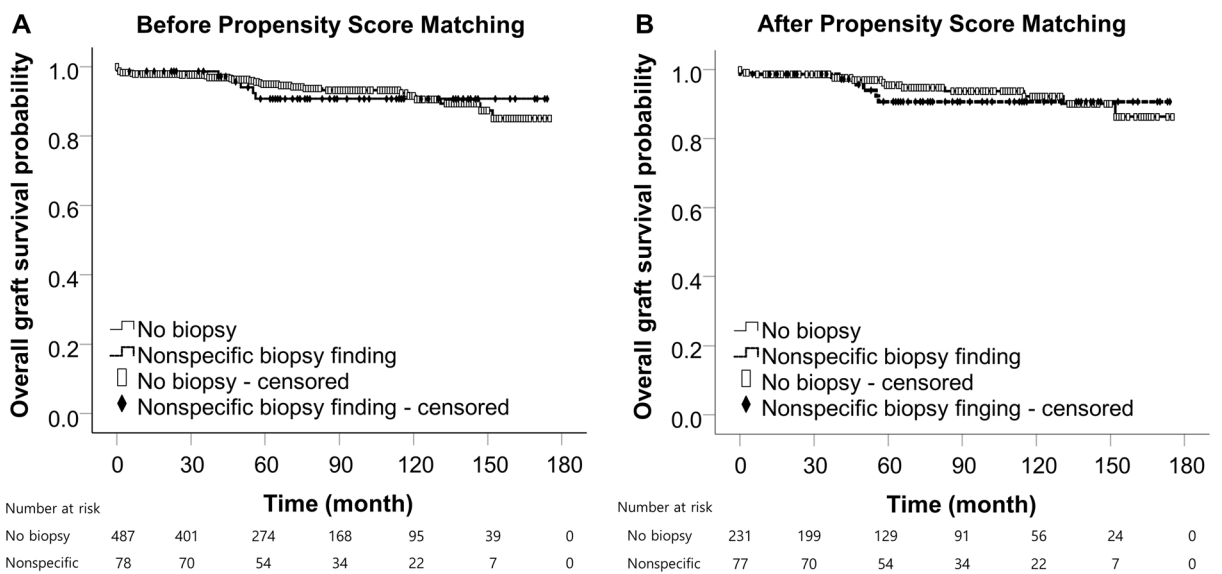 A Before Propensity Score Matching
Overall graft survival probability
1.0
0.8
0.6
0.4
0.2
0.0
No biopsy
Nonspecific biopsy finding
No biopsy - censored
Nonspecific biopsy finding - censored
0 30 60 90 120 150 180
Time (month)
Number at risk
No biopsy 487 401 274 168 95 39 0
Nonspecific 78 70 54 34 22 7 0
B After Propensity Score Matching
Overall graft survival probability
1.0
0.8
0.6
0.4
0.2
0.0
No biopsy
Nonspecific biopsy finding
No biopsy - censored
Nonspecific biopsy finging - censored
0 30 60 90 120 150 180
Time (month)
Number at risk
No biopsy 231 199 129 91 56 24 0
Nonspecific 77 70 54 34 22 7 0